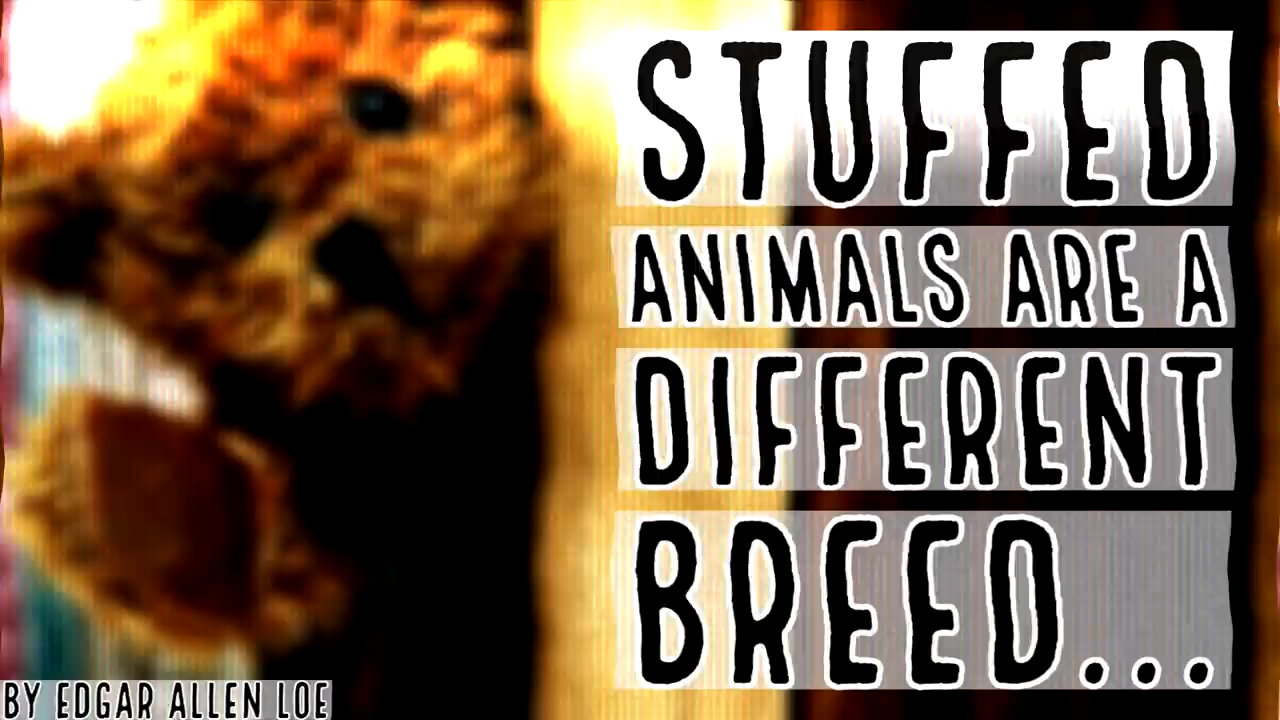 STUFFED
ANIMALS ARE A
DIFFERENT
BREED...
BY EDGAR ALLEN LOE